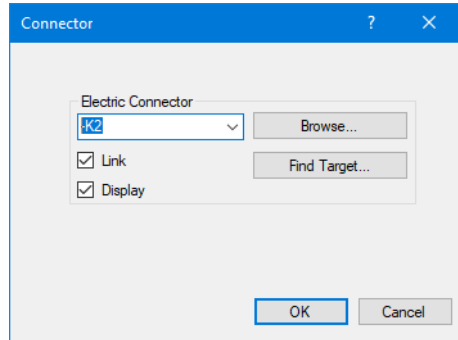 Connector ?
Electric Connector
-K2
Browse...
Link
Find Target...
Display
OK
Cancel